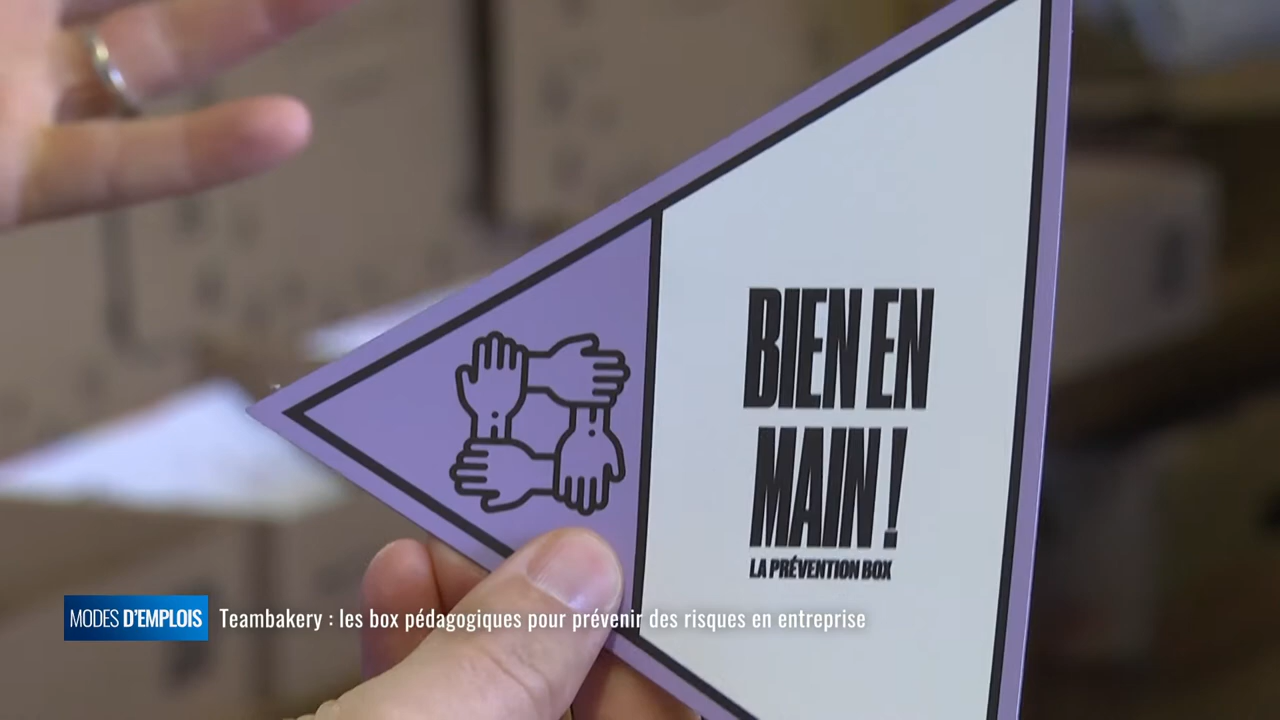 BIEN EN
MAIN !
LA PRÉVENTION BOX
MODES D'EMPLOIS
Teambakery : les box pédagogiques pour prévenir des risques en entreprise